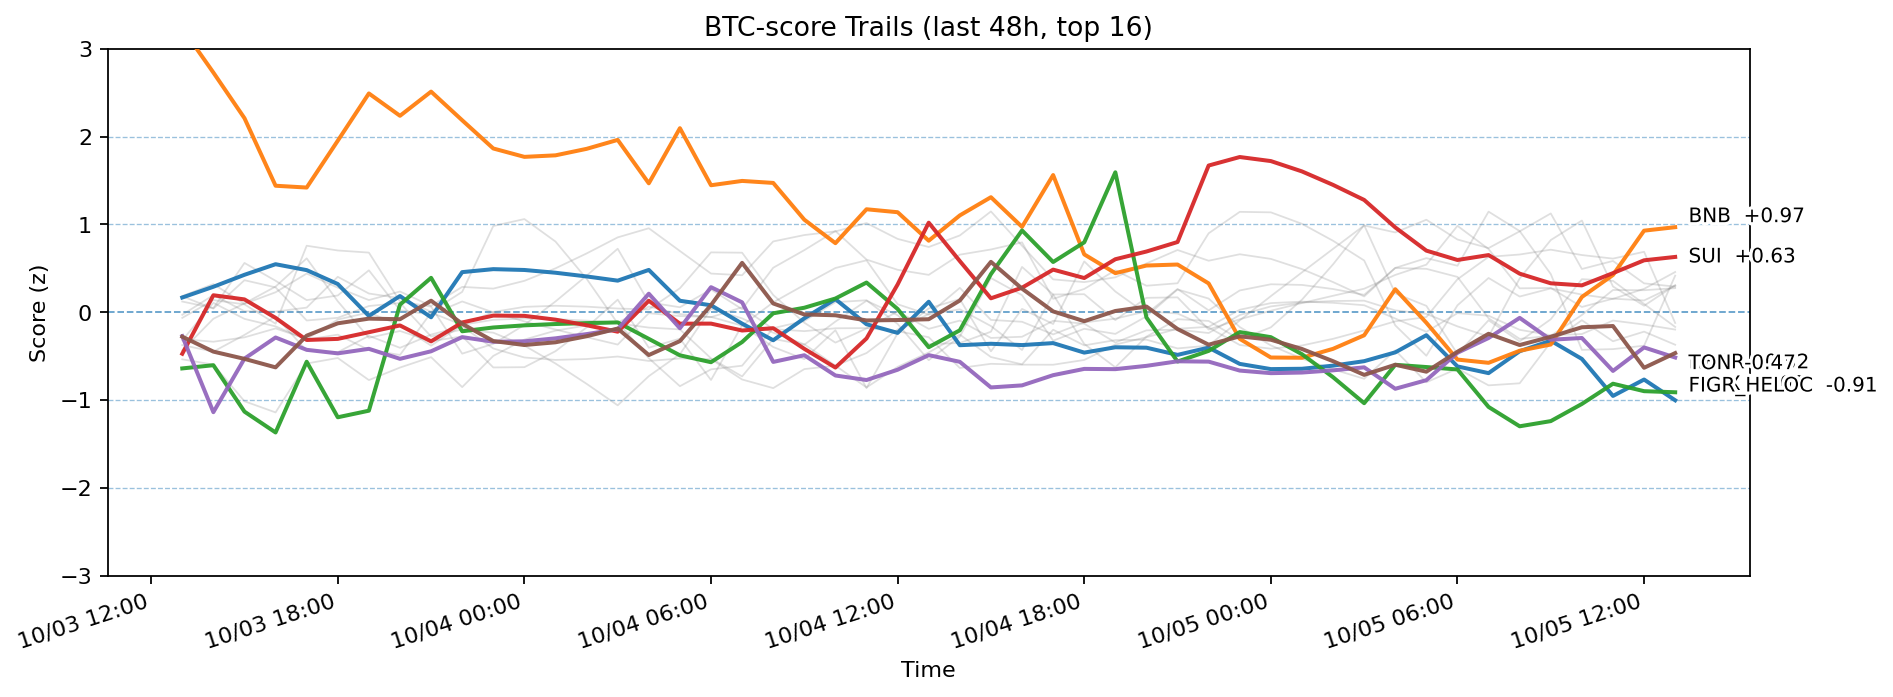 BTC-score Trails (last 48h, top 16)
Score (z)
3
2
1
0
−1
−2
−3
BNB +0.97
SUI +0.63
FIGR_HELOC -0.91
10/03 12:00
10/03 18:00
10/04 00:00
10/04 06:00
10/04 12:00
10/04 18:00
10/05 00:00
10/05 06:00
10/05 12:00
Time